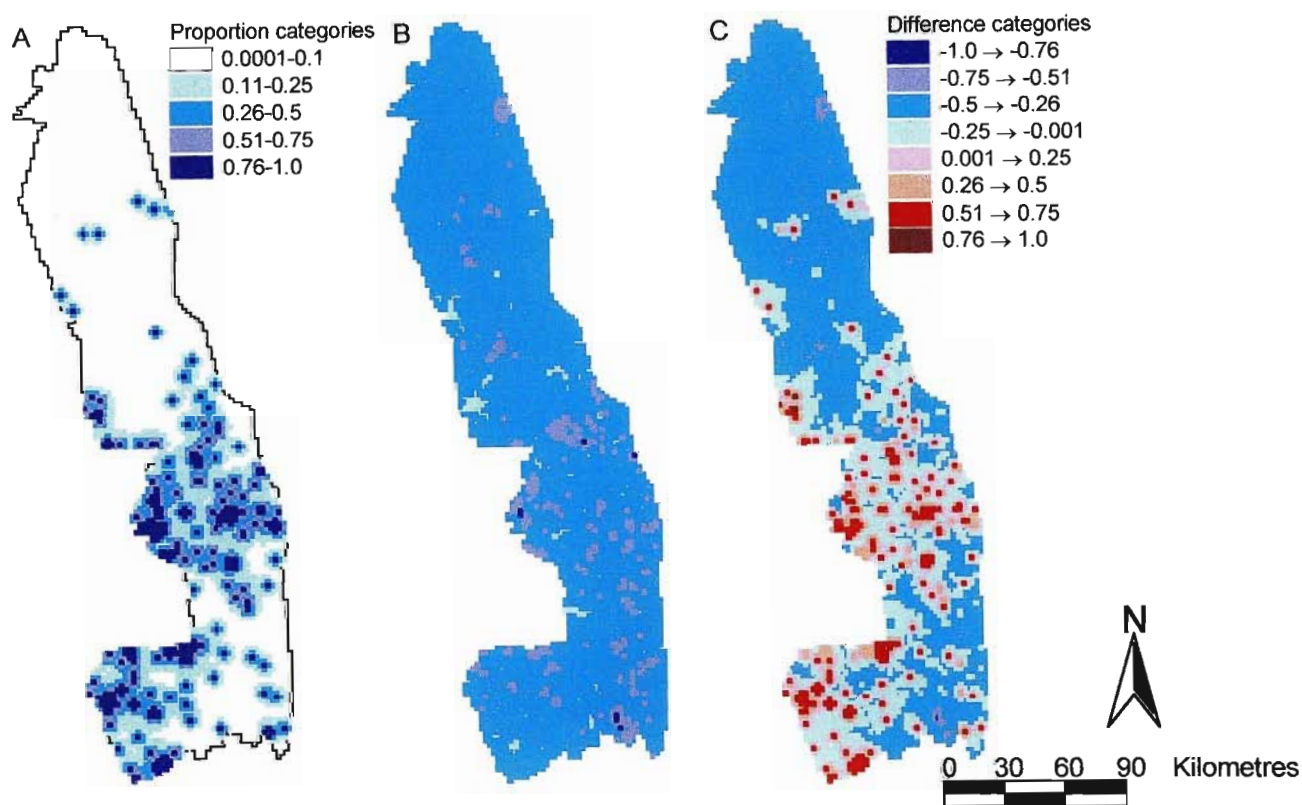 A
Proportion categories
0.0001-0.1
0.11-0.25
0.26-0.5
0.51-0.75
0.76-1.0
B
C
Difference categories
-1.0 → -0.76
-0.75 → -0.51
-0.5 → -0.26
-0.25 → -0.001
0.001 → 0.25
0.26 → 0.5
0.51 → 0.75
0.76 → 1.0
N
0 30 60 90 Kilometres